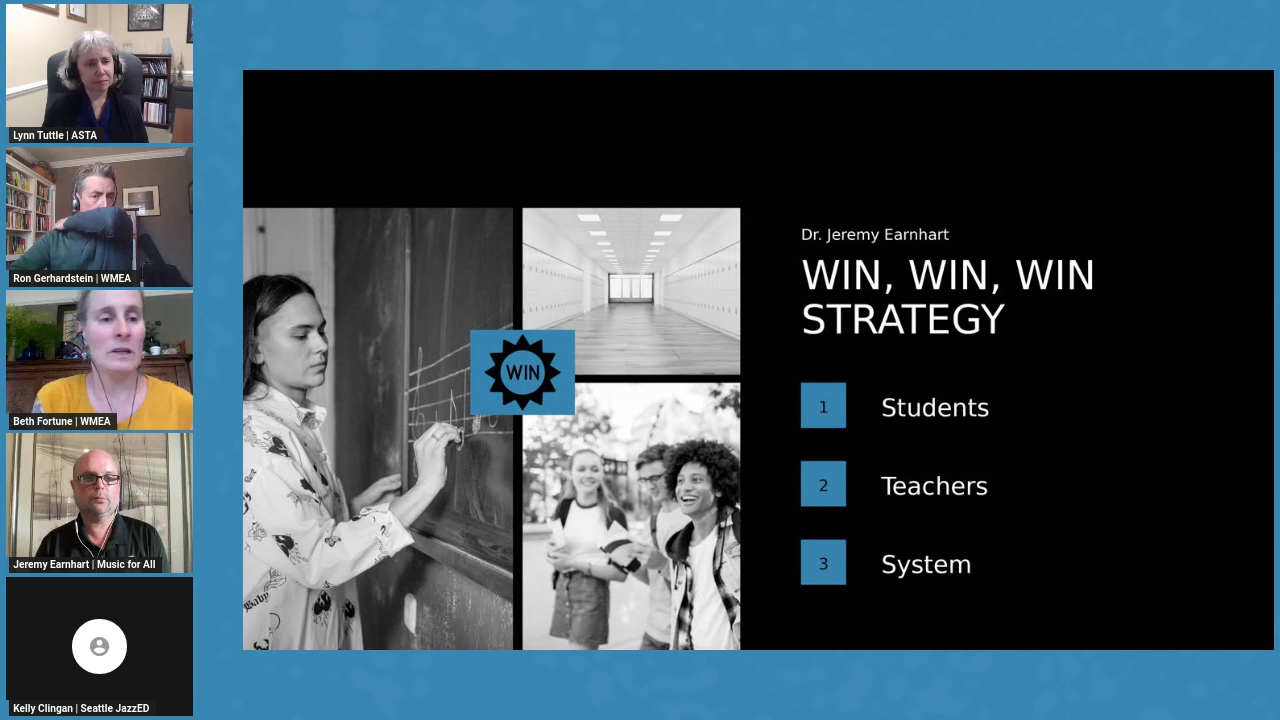 Lynn Tuttle | ASTA
Ron Gerhardstein | WMEA
Beth Fortune | WMEA
Jeremy Earnhart | Music for All
Kelly Clingan | Seattle JazzED
WIN
Dr. Jeremy Earnhart
WIN, WIN, WIN
STRATEGY
1 Students
2 Teachers
3 System
Baby